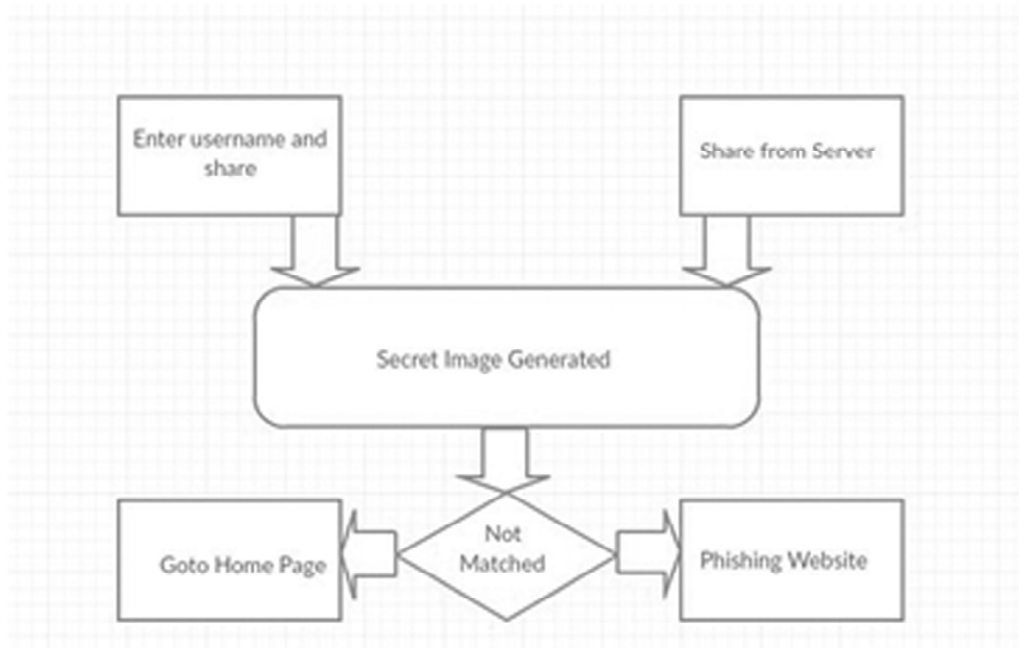 Enter username and
share
Share from Server
Secret Image Generated
Not
Matched
Goto Home Page
Phishing Website